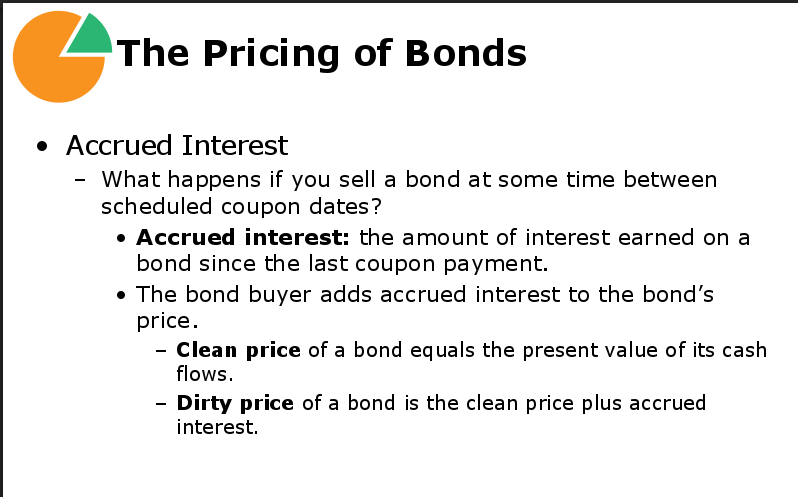 The Pricing of Bonds
• Accrued Interest
– What happens if you sell a bond at some time between
scheduled coupon dates?
• Accrued interest: the amount of interest earned on a
bond since the last coupon payment.
• The bond buyer adds accrued interest to the bond’s
price.
– Clean price of a bond equals the present value of its cash
flows.
– Dirty price of a bond is the clean price plus accrued
interest.